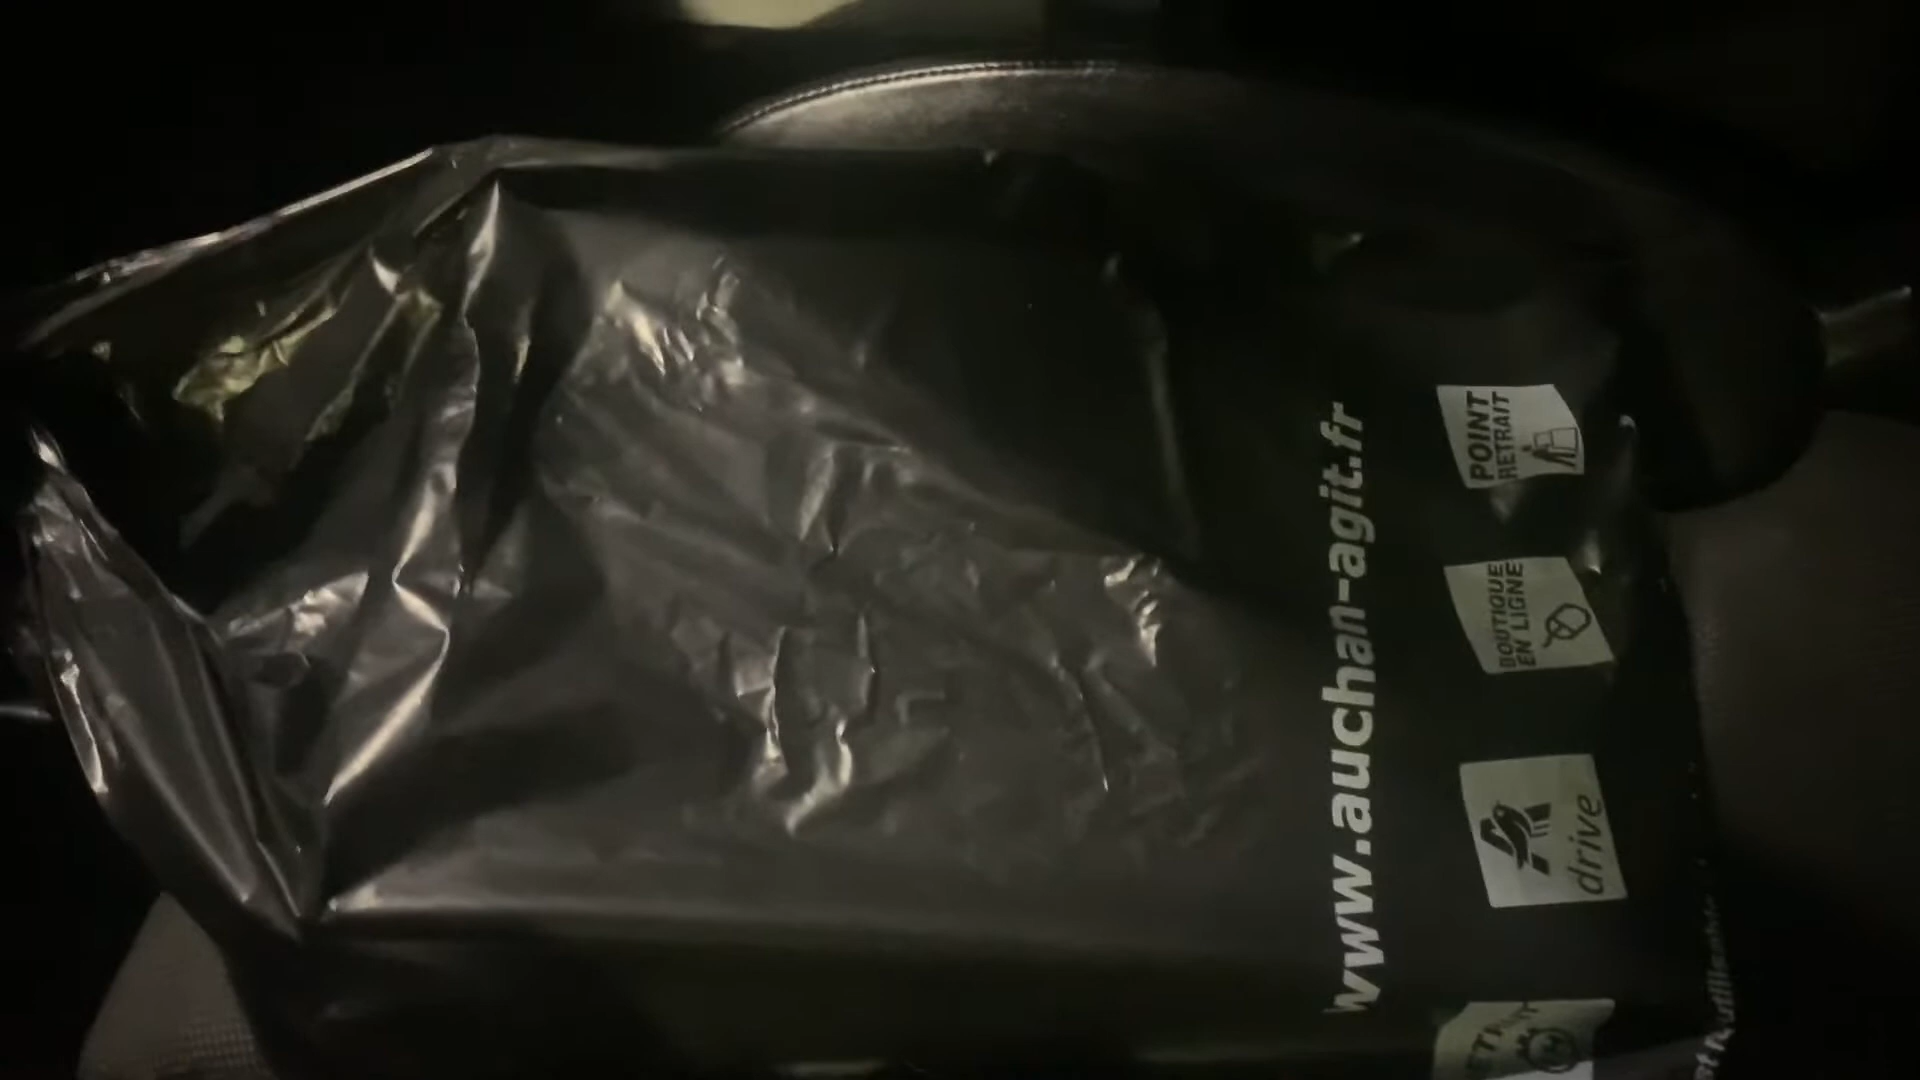 www.auchan-agit.fr
POINT
RETRAIT
BOUTIQUE
EN LIGNE
drive